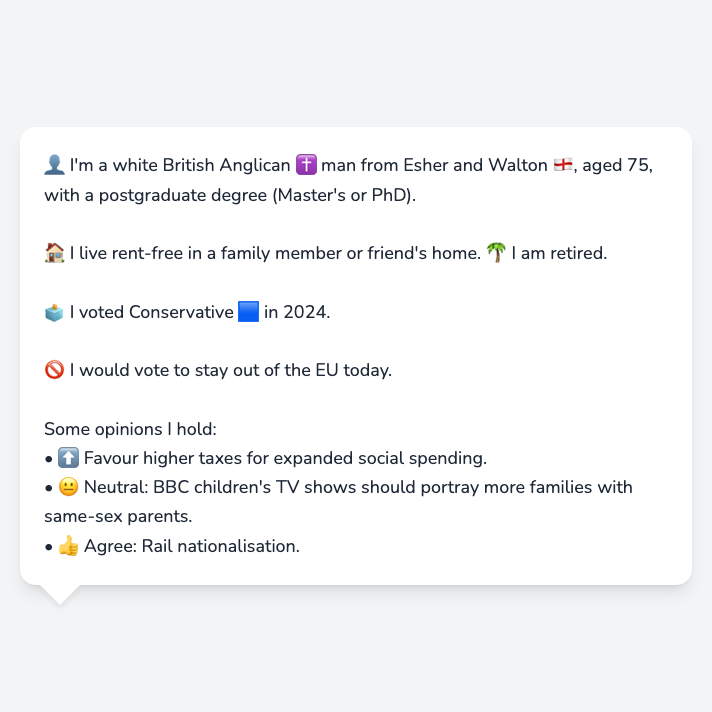 👤 I'm a white British Anglican ✝️ man from Esher and Walton 🏴󠁧󠁢󠁥󠁮󠁧󠁿, aged 75,
with a postgraduate degree (Master's or PhD).
🏠 I live rent-free in a family member or friend's home. 🌴 I am retired.
🗳️ I voted Conservative 🟦 in 2024.
🚫 I would vote to stay out of the EU today.
Some opinions I hold:
• ⬆️ Favour higher taxes for expanded social spending.
• 😐 Neutral: BBC children's TV shows should portray more families with
same-sex parents.
• 👍 Agree: Rail nationalisation.